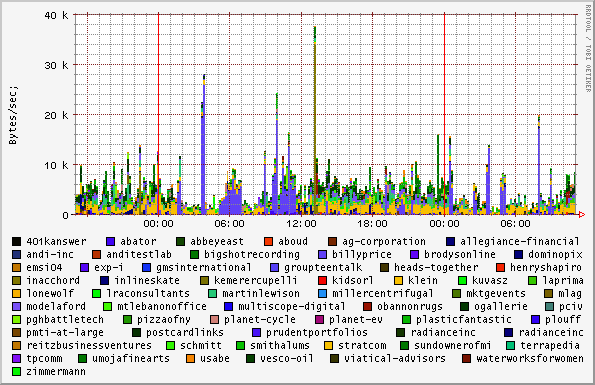 40 k
RRDTOOL / TOBI OETIKER
30 k
Bytes/sec;
20 k
10 k
0
00:00 06:00 12:00 18:00 00:00 06:00
401kanswer abator abbeyeast aboud ag-corporation allegiance-financial
andi-inc anditestlab bigshotrecording billyprice brodysonline dominopix
emsi04 exp-i gmsinternational groupteentalk heads-together henryshapiro
inacchord inlineskate kemerercupelli kidsorl klein kuvasz laprima
lonewolf lraconsultants martinlewison millercentrifugal mktgevents mlag
modelaford mtlebanonoffice multiscope-digital obannonrugs ogallerie pciv
pghballetech pizzaofny planet-cycle planet-ev plasticfantastic plouff
pmti-at-large postcardlinks prudentportfolios radianceinc radianceinc
reitzbusinessventures schmitt smithalums stratcom sundownerofmi terrapedia
tpcomm umojafinearts usabe vesco-oil viatical-advisors waterworksforwomen
zimmermann